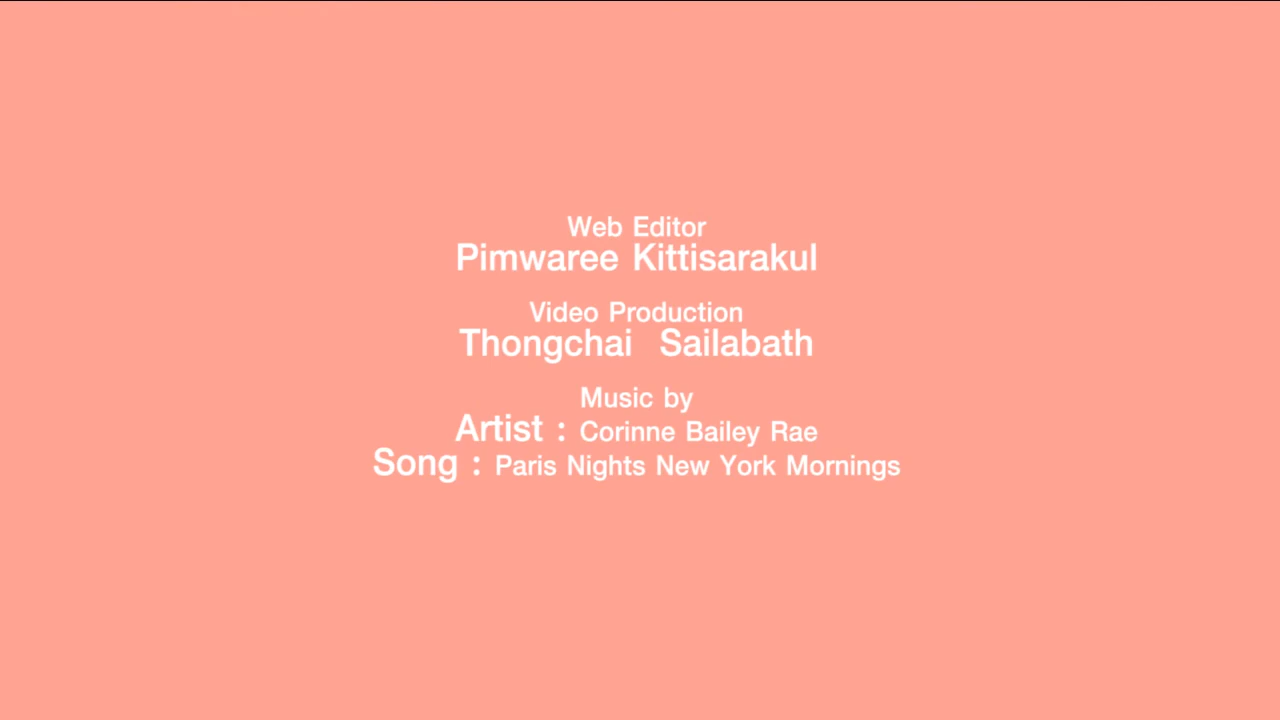 Web Editor
Pimwaree Kittisarakul
Video Production
Thongchai Sailabath
Music by
Artist : Corinne Bailey Rae
Song : Paris Nights New York Mornings